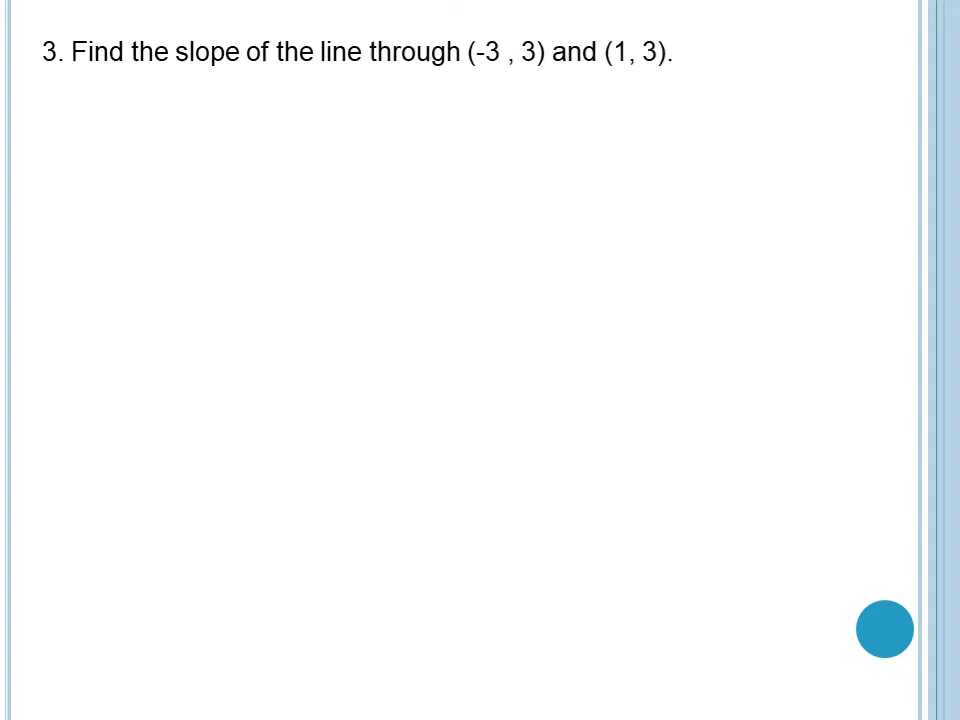 3. Find the slope of the line through (-3 , 3) and (1, 3).